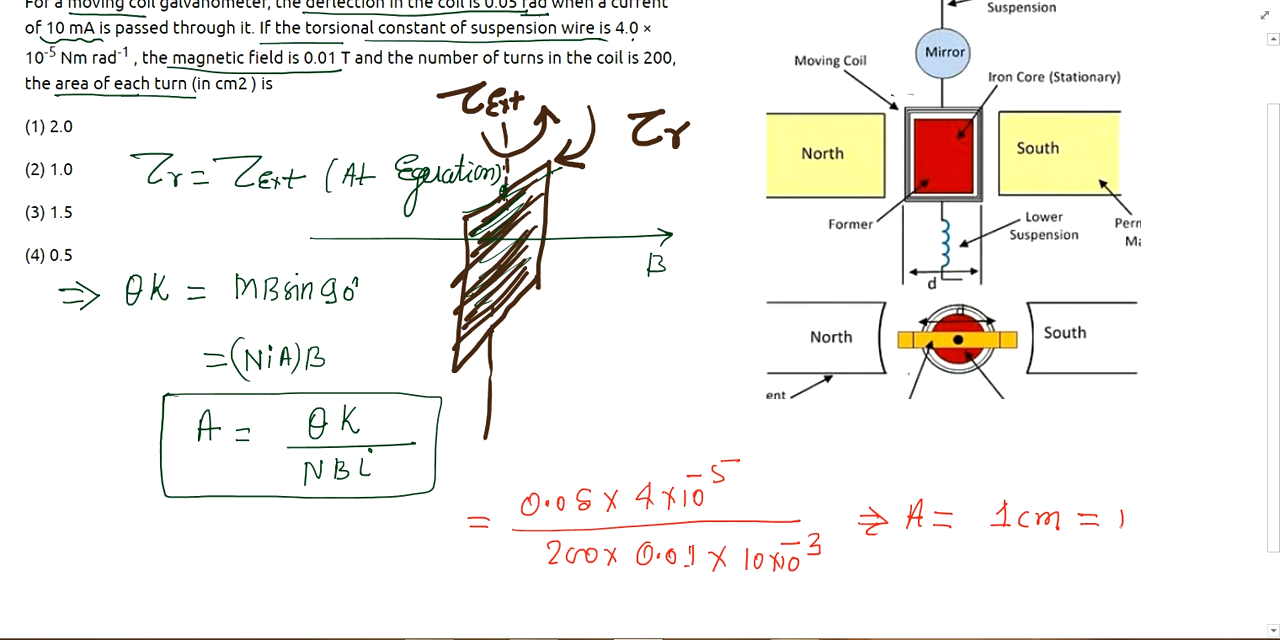 For a moving coil galvanometer, the deflection in the coil is 0.05 rad when a current
of 10 mA is passed through it. If the torsional constant of suspension wire is 4.0 ×
10⁻⁵ Nm rad⁻¹ , the magnetic field is 0.01 T and the number of turns in the coil is 200,
the area of each turn (in cm2 ) is
(1) 2.0
(2) 1.0
(3) 1.5
(4) 0.5
τExt
τr
τr = τExt (At Equation)
B
⇒ θK = MBsin90°
=(NiA)B
A = θK / NBi
= 0.05 × 4×10⁻⁵ / 200 × 0.01 × 10×10⁻³ ⇒ A = 1cm = 1
Suspension
Mirror
Moving Coil
Iron Core (Stationary)
North
South
Former
Lower
Suspension
Perm
Ma
d
d
North
South
ent